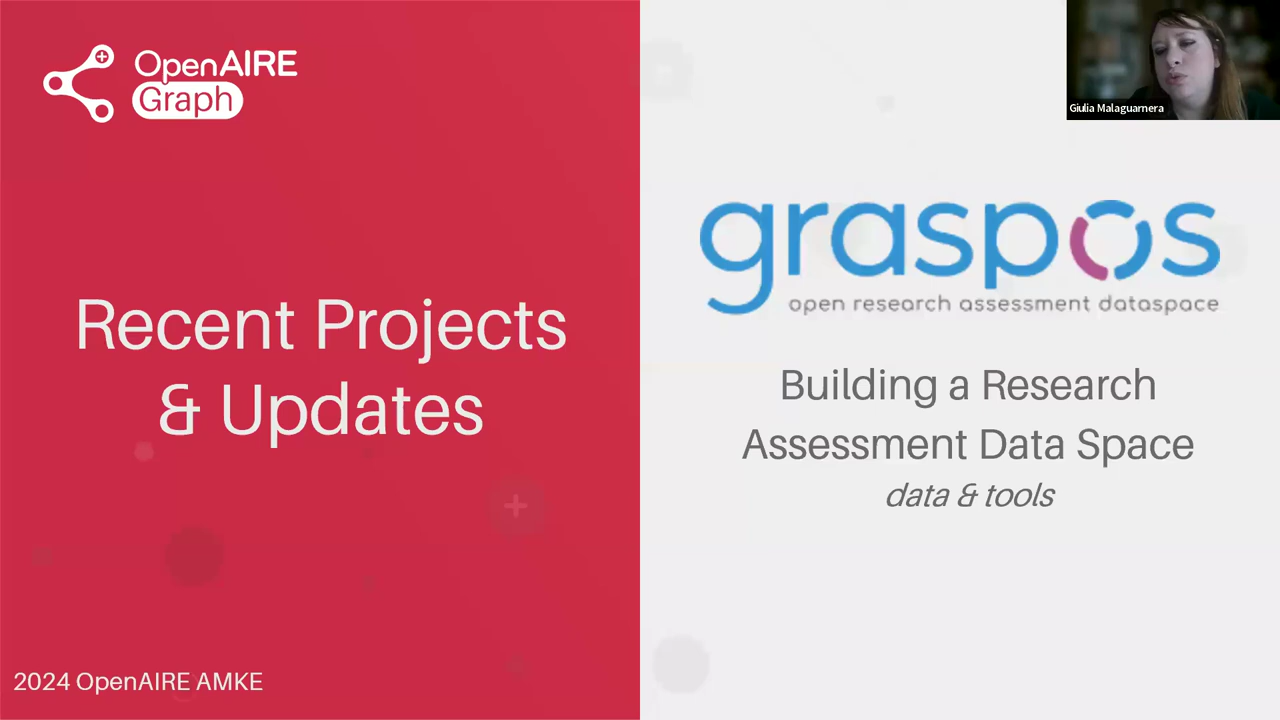 OpenAIRE
Graph
Recent Projects
& Updates
2024 OpenAIRE AMKE
Giulia Malaguarnera
graspos
open research assessment dataspace
Building a Research
Assessment Data Space
data & tools